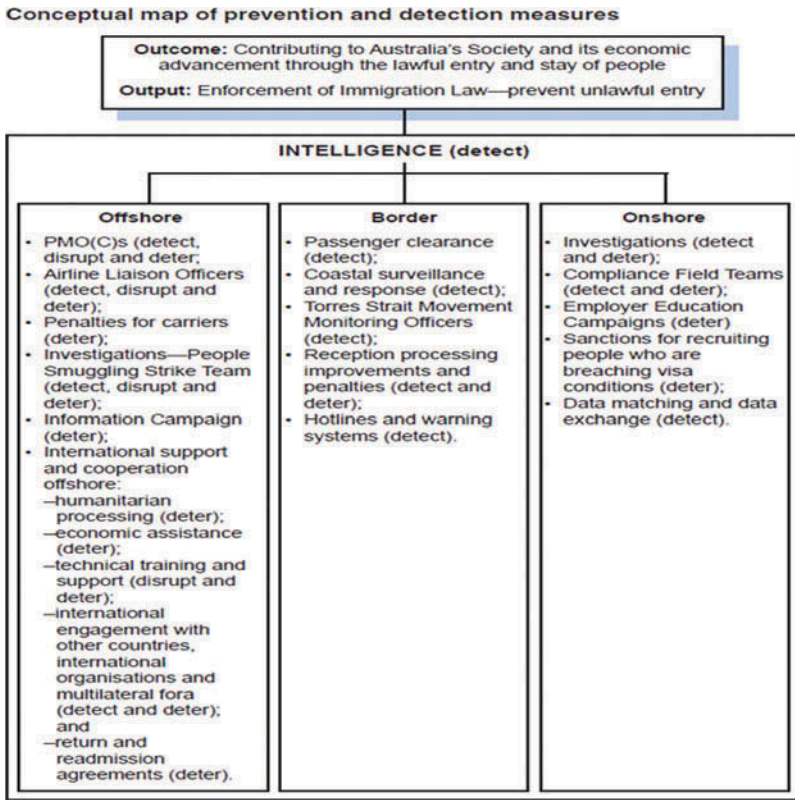 Conceptual map of prevention and detection measures
Outcome: Contributing to Australia's Society and its economic
advancement through the lawful entry and stay of people
Output: Enforcement of Immigration Law—prevent unlawful entry
INTELLIGENCE (detect)
Offshore
• PMO(C)s (detect,
disrupt and deter;
• Airline Liaison Officers
(detect, disrupt and
deter);
• Penalties for carriers
(deter);
• Investigations—People
Smuggling Strike Team
(detect, disrupt and
deter);
• Information Campaign
(deter);
• International support
and cooperation
offshore:
–humanitarian
processing (deter);
–economic assistance
(deter);
–technical training and
support (disrupt and
deter);
–international
engagement with
other countries,
international
organisations and
multilateral fora
(detect and deter);
and
–return and
readmission
agreements (deter).
Border
• Passenger clearance
(detect);
• Coastal surveillance
and response (detect);
• Torres Strait Movement
Monitoring Officers
(detect);
• Reception processing
improvements and
penalties (detect and
deter);
• Hotlines and warning
systems (detect).
Onshore
• Investigations (detect
and deter);
• Compliance Field Teams
(detect and deter);
• Employer Education
Campaigns (deter)
• Sanctions for recruiting
people who are
breaching visa
conditions (deter);
• Data matching and data
exchange (detect).